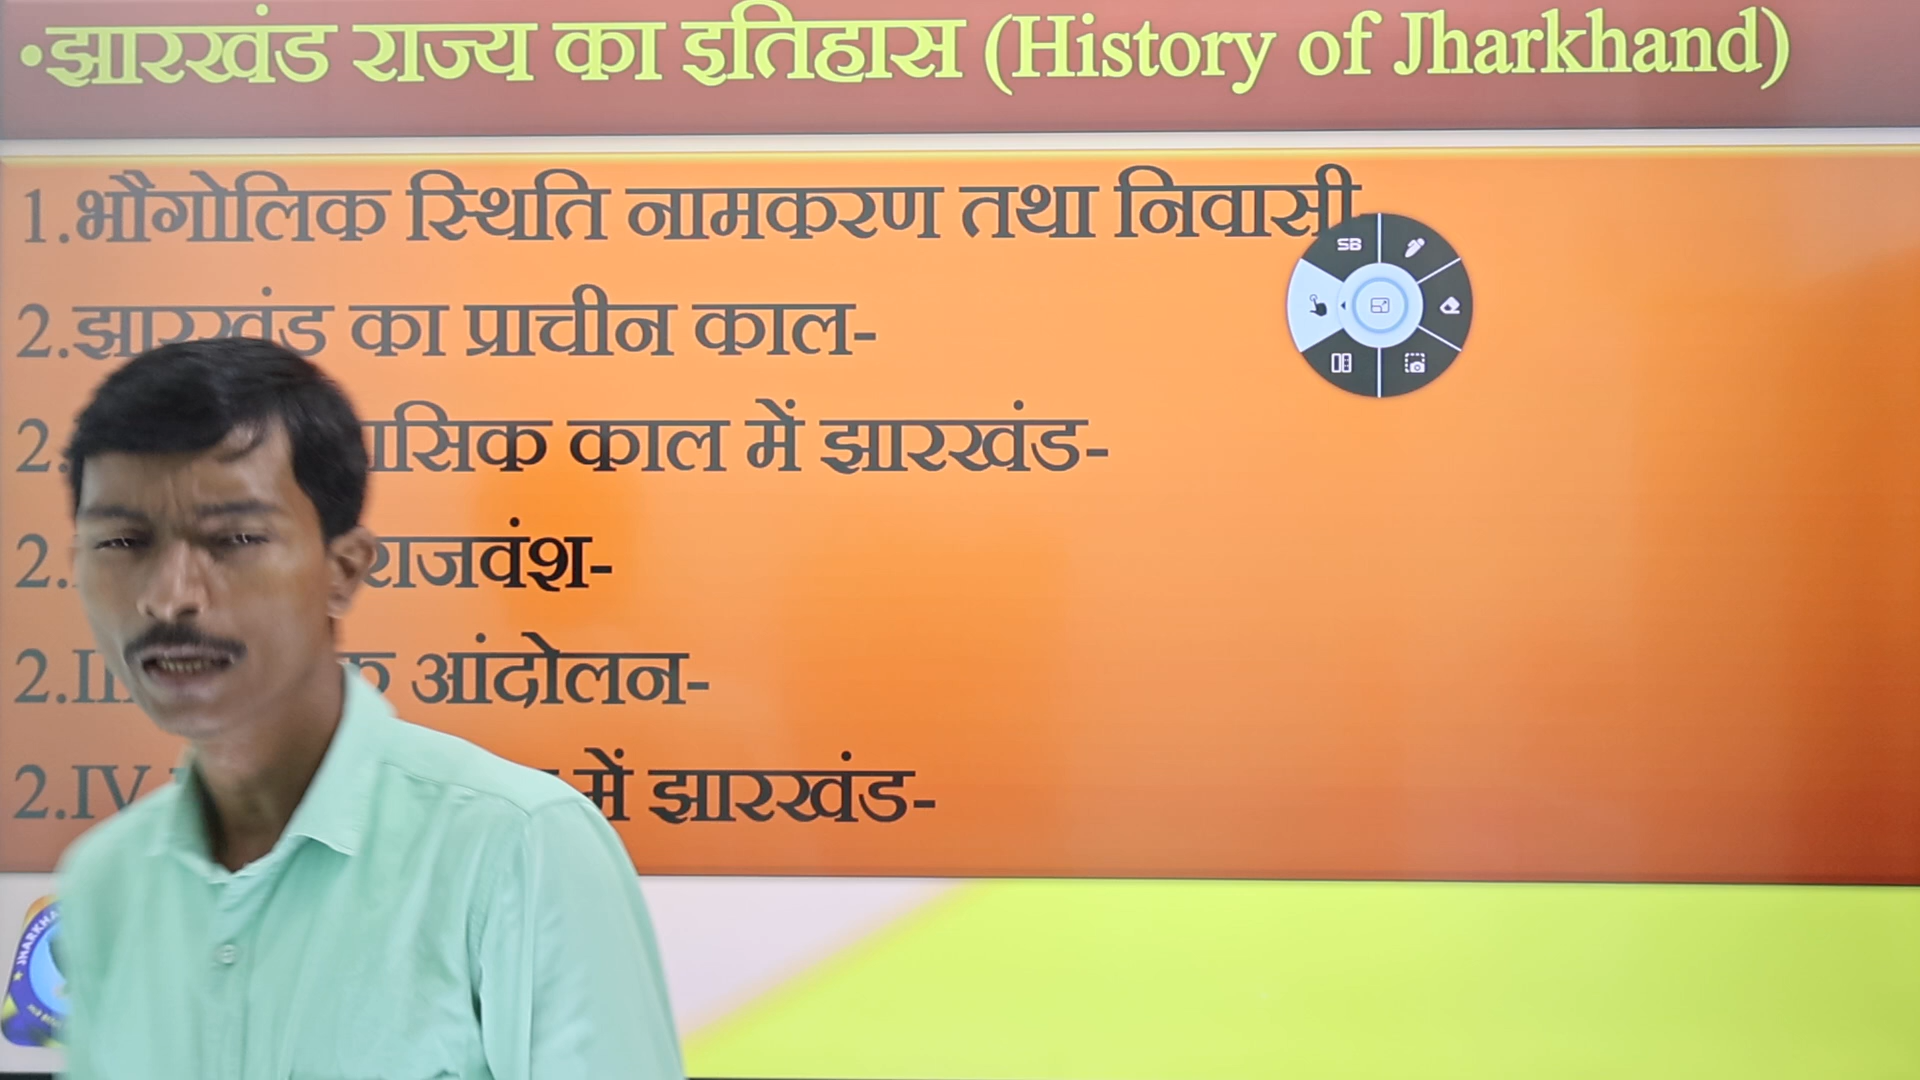 •झारखंड राज्य का इतिहास (History of Jharkhand)
1.भौगोलिक स्थिति नामकरण तथा निवासी
SB
2.झारखंड का प्राचीन काल-
2. काल में झारखंड-
2. राजवंश-
2. आंदोलन-
2.IV में झारखंड-